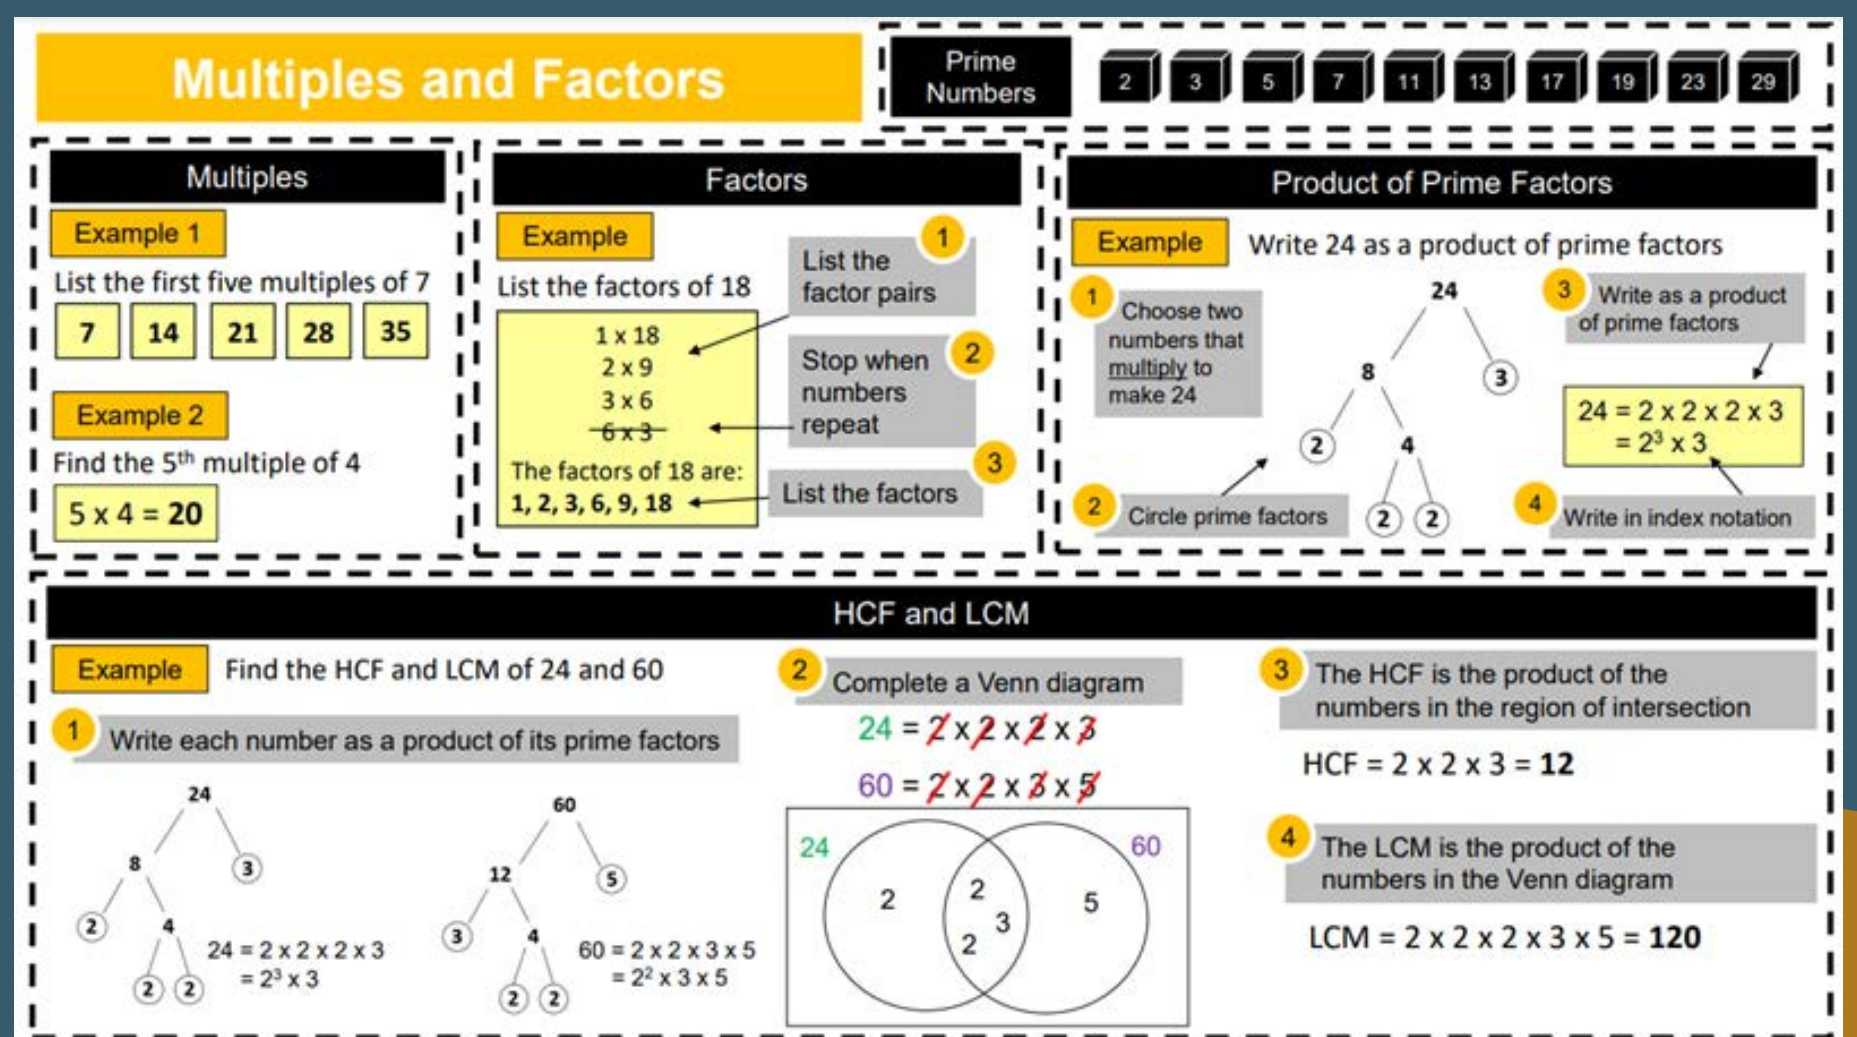 Multiples and Factors
Prime
Numbers
2 3 5 7 11 13 17 19 23 29
Multiples
Example 1
List the first five multiples of 7
7 14 21 28 35
Example 2
Find the 5th multiple of 4
5 x 4 = 20
Factors
Example
List the factors of 18
1 x 18
2 x 9
3 x 6
6 x 3
The factors of 18 are:
1, 2, 3, 6, 9, 18
1
List the
factor pairs
2
Stop when
numbers
repeat
3
List the factors
Product of Prime Factors
Example
Write 24 as a product of prime factors
1
Choose two
numbers that
multiply to
make 24
24
8 3
2 4
2 2
2
Circle prime factors
3
Write as a product
of prime factors
24 = 2 x 2 x 2 x 3
= 2³ x 3
4
Write in index notation
HCF and LCM
Example
Find the HCF and LCM of 24 and 60
1
Write each number as a product of its prime factors
24
8 3
2 4
2 2
24 = 2 x 2 x 2 x 3
= 2³ x 3
60
12 5
3 4
2 2
60 = 2 x 2 x 3 x 5
= 2² x 3 x 5
2
Complete a Venn diagram
24 = 2 x 2 x 2 x 3
60 = 2 x 2 x 3 x 5
24 60
2 2 5
3
2
3
The HCF is the product of the
numbers in the region of intersection
HCF = 2 x 2 x 3 = 12
4
The LCM is the product of the
numbers in the Venn diagram
LCM = 2 x 2 x 2 x 3 x 5 = 120